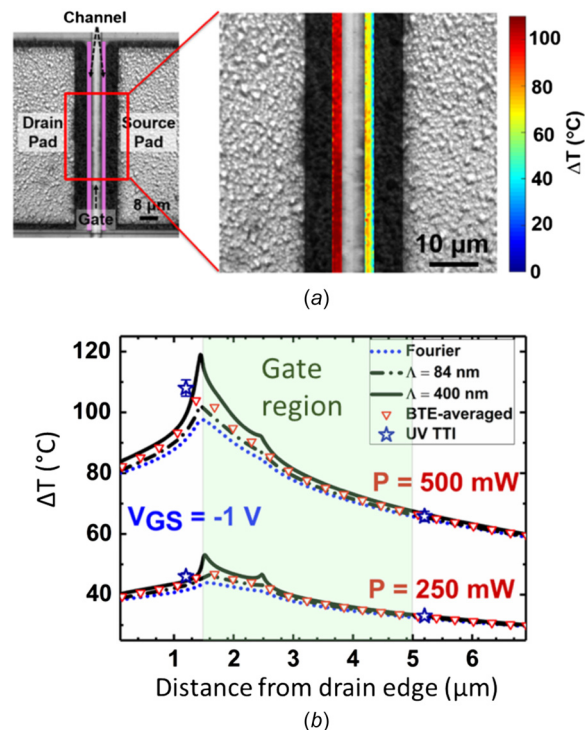 Channel
Drain
Pad
Source
Pad
Gate
8 μm
10 μm
100
80
60
40
20
0
ΔT (°C)
(a)
120
100
80
60
40
ΔT (°C)
Gate
region
Fourier
Λ = 84 nm
Λ = 400 nm
BTE-averaged
UV TTI
P = 500 mW
VGS = -1 V
P = 250 mW
1 2 3 4 5 6
Distance from drain edge (μm)
(b)